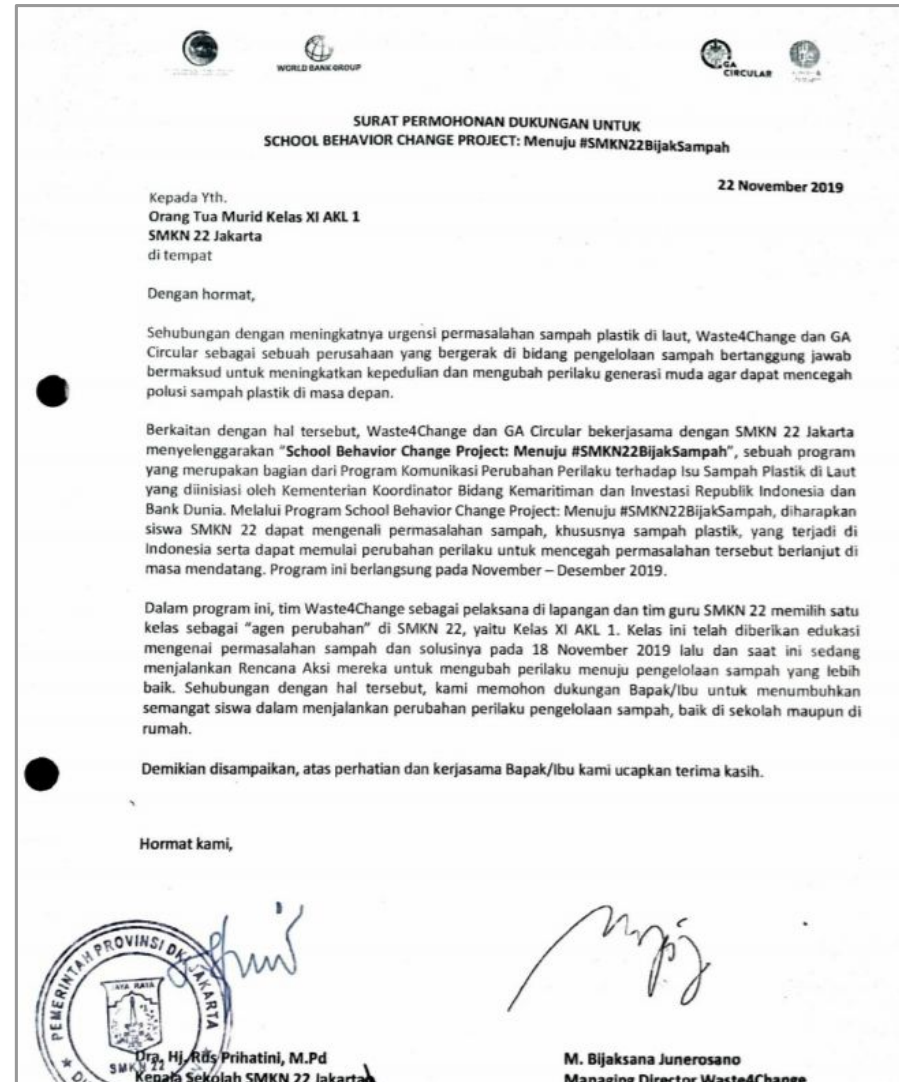 WORLD BANK GROUP
GA
CIRCULAR
SURAT PERMOHONAN DUKUNGAN UNTUK
SCHOOL BEHAVIOR CHANGE PROJECT: Menuju #SMKN22BijakSampah
22 November 2019
Kepada Yth.
Orang Tua Murid Kelas XI AKL 1
SMKN 22 Jakarta
di tempat
Dengan hormat,
Sehubungan dengan meningkatnya urgensi permasalahan sampah plastik di laut, Waste4Change dan GA
Circular sebagai sebuah perusahaan yang bergerak di bidang pengelolaan sampah bertanggung jawab
bermaksud untuk meningkatkan kepedulian dan mengubah perilaku generasi muda agar dapat mencegah
polusi sampah plastik di masa depan.
Berkaitan dengan hal tersebut, Waste4Change dan GA Circular bekerjasama dengan SMKN 22 Jakarta
menyelenggarakan "School Behavior Change Project: Menuju #SMKN22BijakSampah", sebuah program
yang merupakan bagian dari Program Komunikasi Perubahan Perilaku terhadap Isu Sampah Plastik di Laut
yang diinisiasi oleh Kementerian Koordinator Bidang Kemaritiman dan Investasi Republik Indonesia dan
Bank Dunia. Melalui Program School Behavior Change Project: Menuju #SMKN22BijakSampah, diharapkan
siswa SMKN 22 dapat mengenali permasalahan sampah, khususnya sampah plastik, yang terjadi di
Indonesia serta dapat memulai perubahan perilaku untuk mencegah permasalahan tersebut berlanjut di
masa mendatang. Program ini berlangsung pada November – Desember 2019.
Dalam program ini, tim Waste4Change sebagai pelaksana di lapangan dan tim guru SMKN 22 memilih satu
kelas sebagai "agen perubahan" di SMKN 22, yaitu Kelas XI AKL 1. Kelas ini telah diberikan edukasi
mengenai permasalahan sampah dan solusinya pada 18 November 2019 lalu dan saat ini sedang
menjalankan Rencana Aksi mereka untuk mengubah perilaku menuju pengelolaan sampah yang lebih
baik. Sehubungan dengan hal tersebut, kami memohon dukungan Bapak/Ibu untuk menumbuhkan
semangat siswa dalam menjalankan perubahan perilaku pengelolaan sampah, baik di sekolah maupun di
rumah.
Demikian disampaikan, atas perhatian dan kerjasama Bapak/Ibu kami ucapkan terima kasih.
Hormat kami,
PEMERINTAH PROVINSI DKI JAKARTA
JAYA RAYA
SMKN 22
Dra. Hj. Rus Prihatini, M.Pd
Kepala Sekolah SMKN 22 Jakarta
M. Bijaksana Junerosano
Managing Director Waste4Change